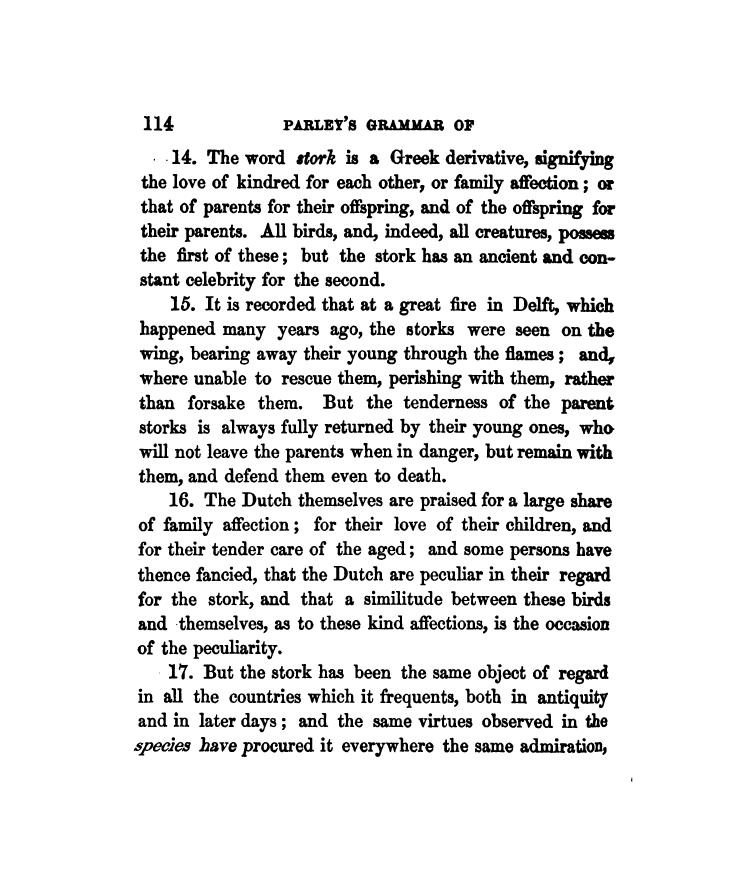 114 PARLEY'S GRAMMAR OF
14. The word stork is a Greek derivative, signifying
the love of kindred for each other, or family affection; or
that of parents for their offspring, and of the offspring for
their parents. All birds, and, indeed, all creatures, possess
the first of these; but the stork has an ancient and con-
stant celebrity for the second.
15. It is recorded that at a great fire in Delft, which
happened many years ago, the storks were seen on the
wing, bearing away their young through the flames; and,
where unable to rescue them, perishing with them, rather
than forsake them. But the tenderness of the parent
storks is always fully returned by their young ones, who
will not leave the parents when in danger, but remain with
them, and defend them even to death.
16. The Dutch themselves are praised for a large share
of family affection; for their love of their children, and
for their tender care of the aged; and some persons have
thence fancied, that the Dutch are peculiar in their regard
for the stork, and that a similitude between these birds
and themselves, as to these kind affections, is the occasion
of the peculiarity.
17. But the stork has been the same object of regard
in all the countries which it frequents, both in antiquity
and in later days; and the same virtues observed in the
species have procured it everywhere the same admiration,